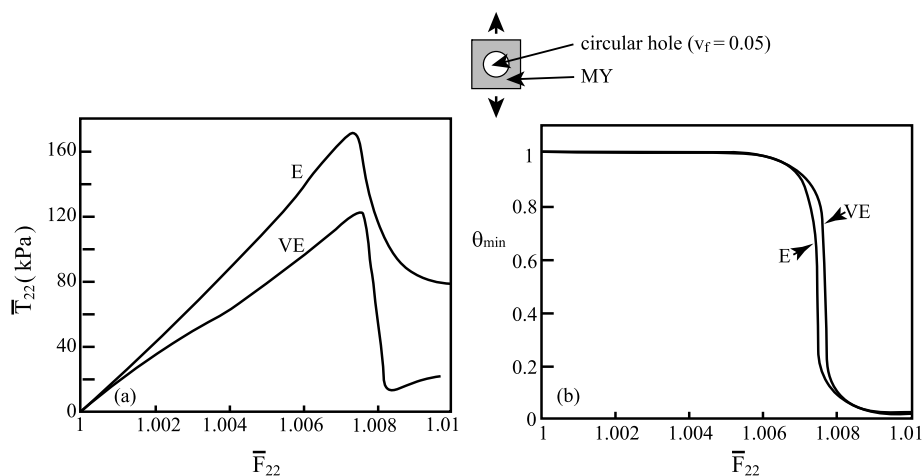 circular hole (vf = 0.05)
MY
160
120
80
40
0
T̿22 (kPa)
E
VE
(a)
1 1.002 1.004 1.006 1.008 1.01
F̅22
1
0.8
0.6
0.4
0.2
0
θmin
VE
E
(b)
1 1.002 1.004 1.006 1.008 1.01
F̅22